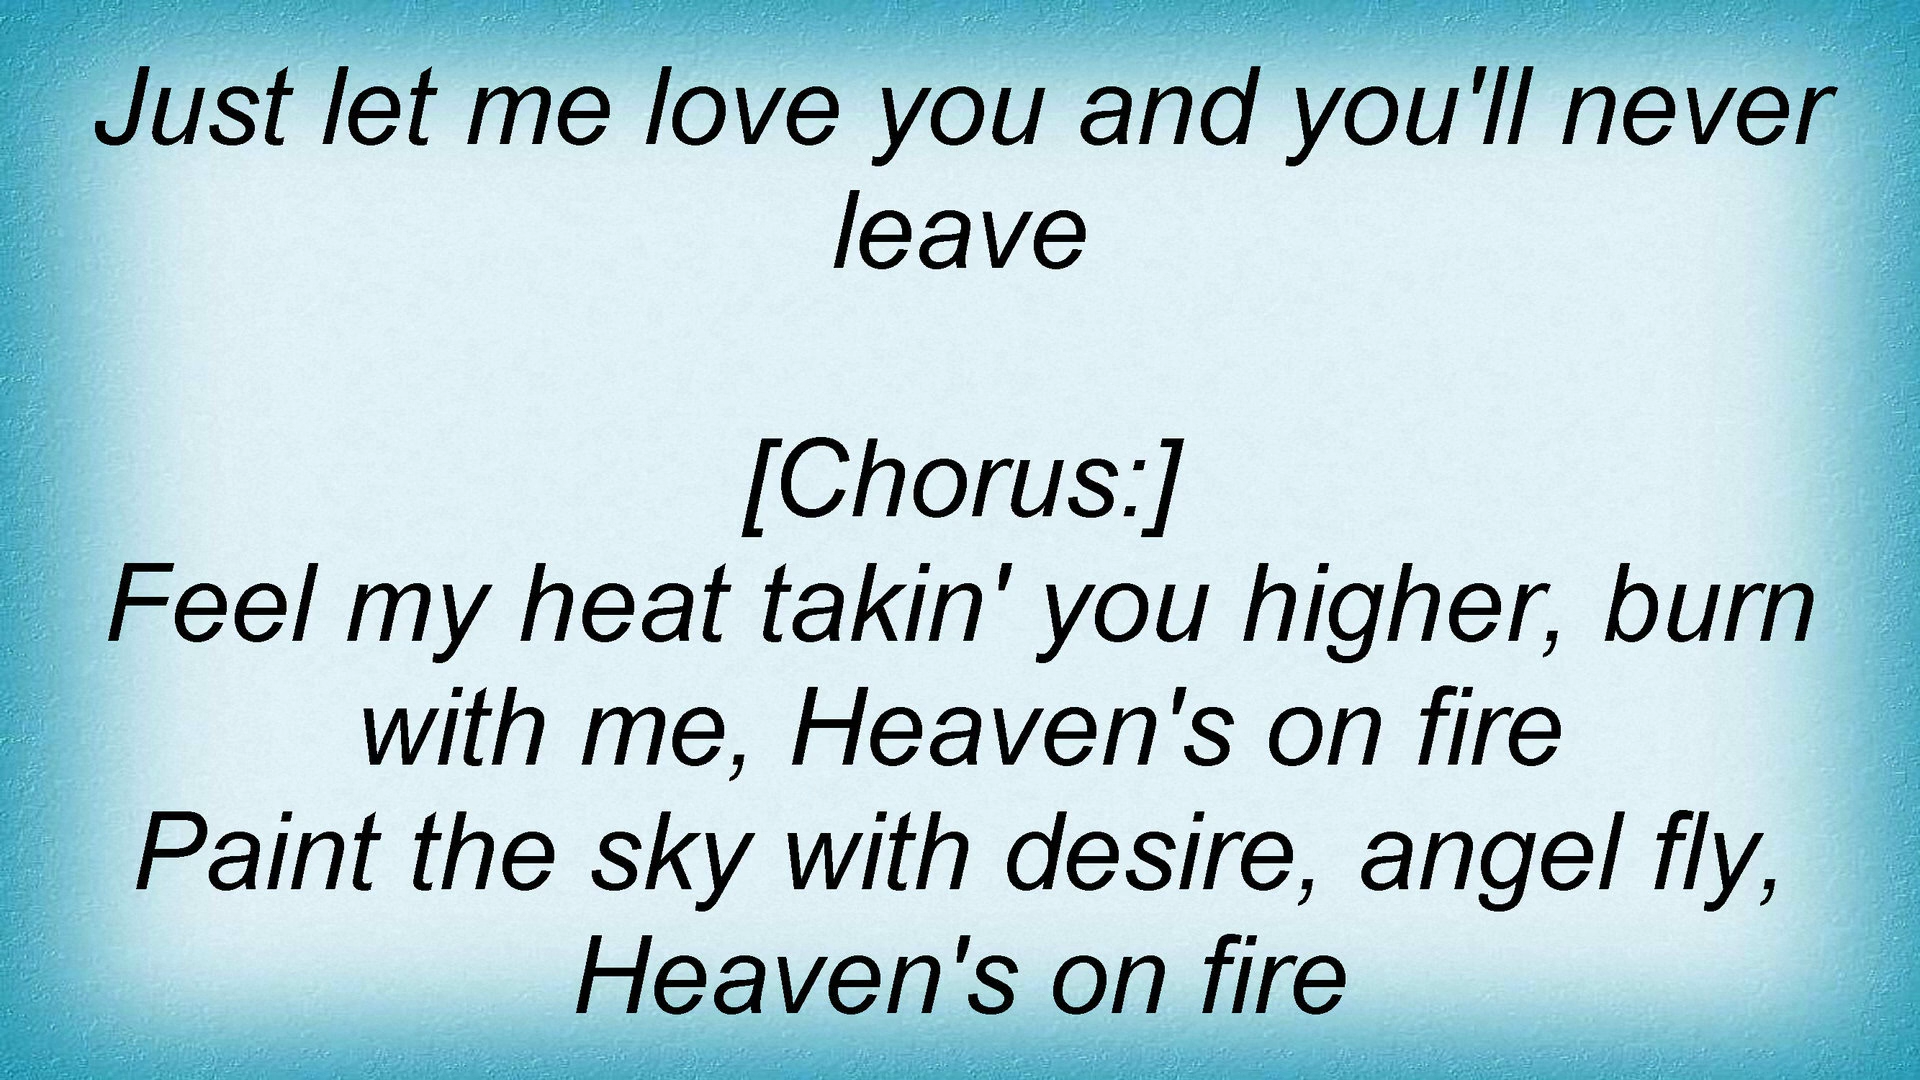 Just let me love you and you'll never
leave
[Chorus:]
Feel my heat takin' you higher, burn
with me, Heaven's on fire
Paint the sky with desire, angel fly,
Heaven's on fire